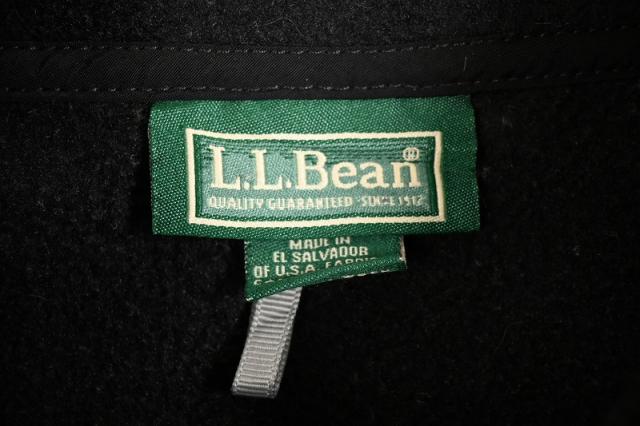 L.L.Bean®
QUALITY GUARANTEED SINCE 1912
MADE IN
EL SALVADOR
OF U.S.A. FABRIC